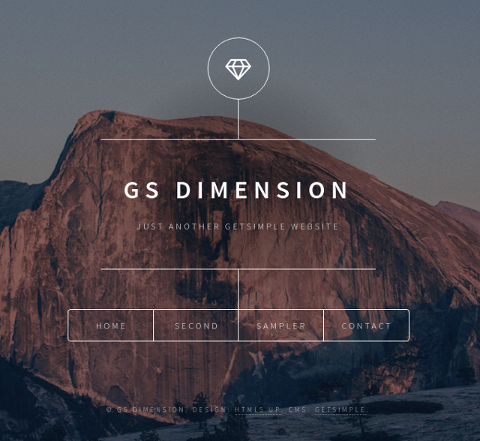 GS DIMENSION
JUST ANOTHER GETSIMPLE WEBSITE
HOME SECOND SAMPLER CONTACT
© GS DIMENSION. DESIGN: HTML5 UP. CMS: GETSIMPLE.